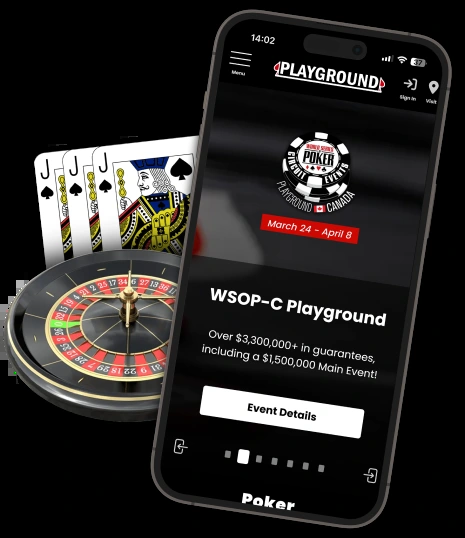 14:02
37
Menu
PLAYGROUND
Sign in
Visit
WORLD SERIES
POKER
CIRCUIT EVENTS
PLAYGROUND CANADA
March 24 - April 8
J J J
WSOP-C Playground
Over $3,300,000+ in guarantees,
including a $1,500,000 Main Event!
Event Details
Poker